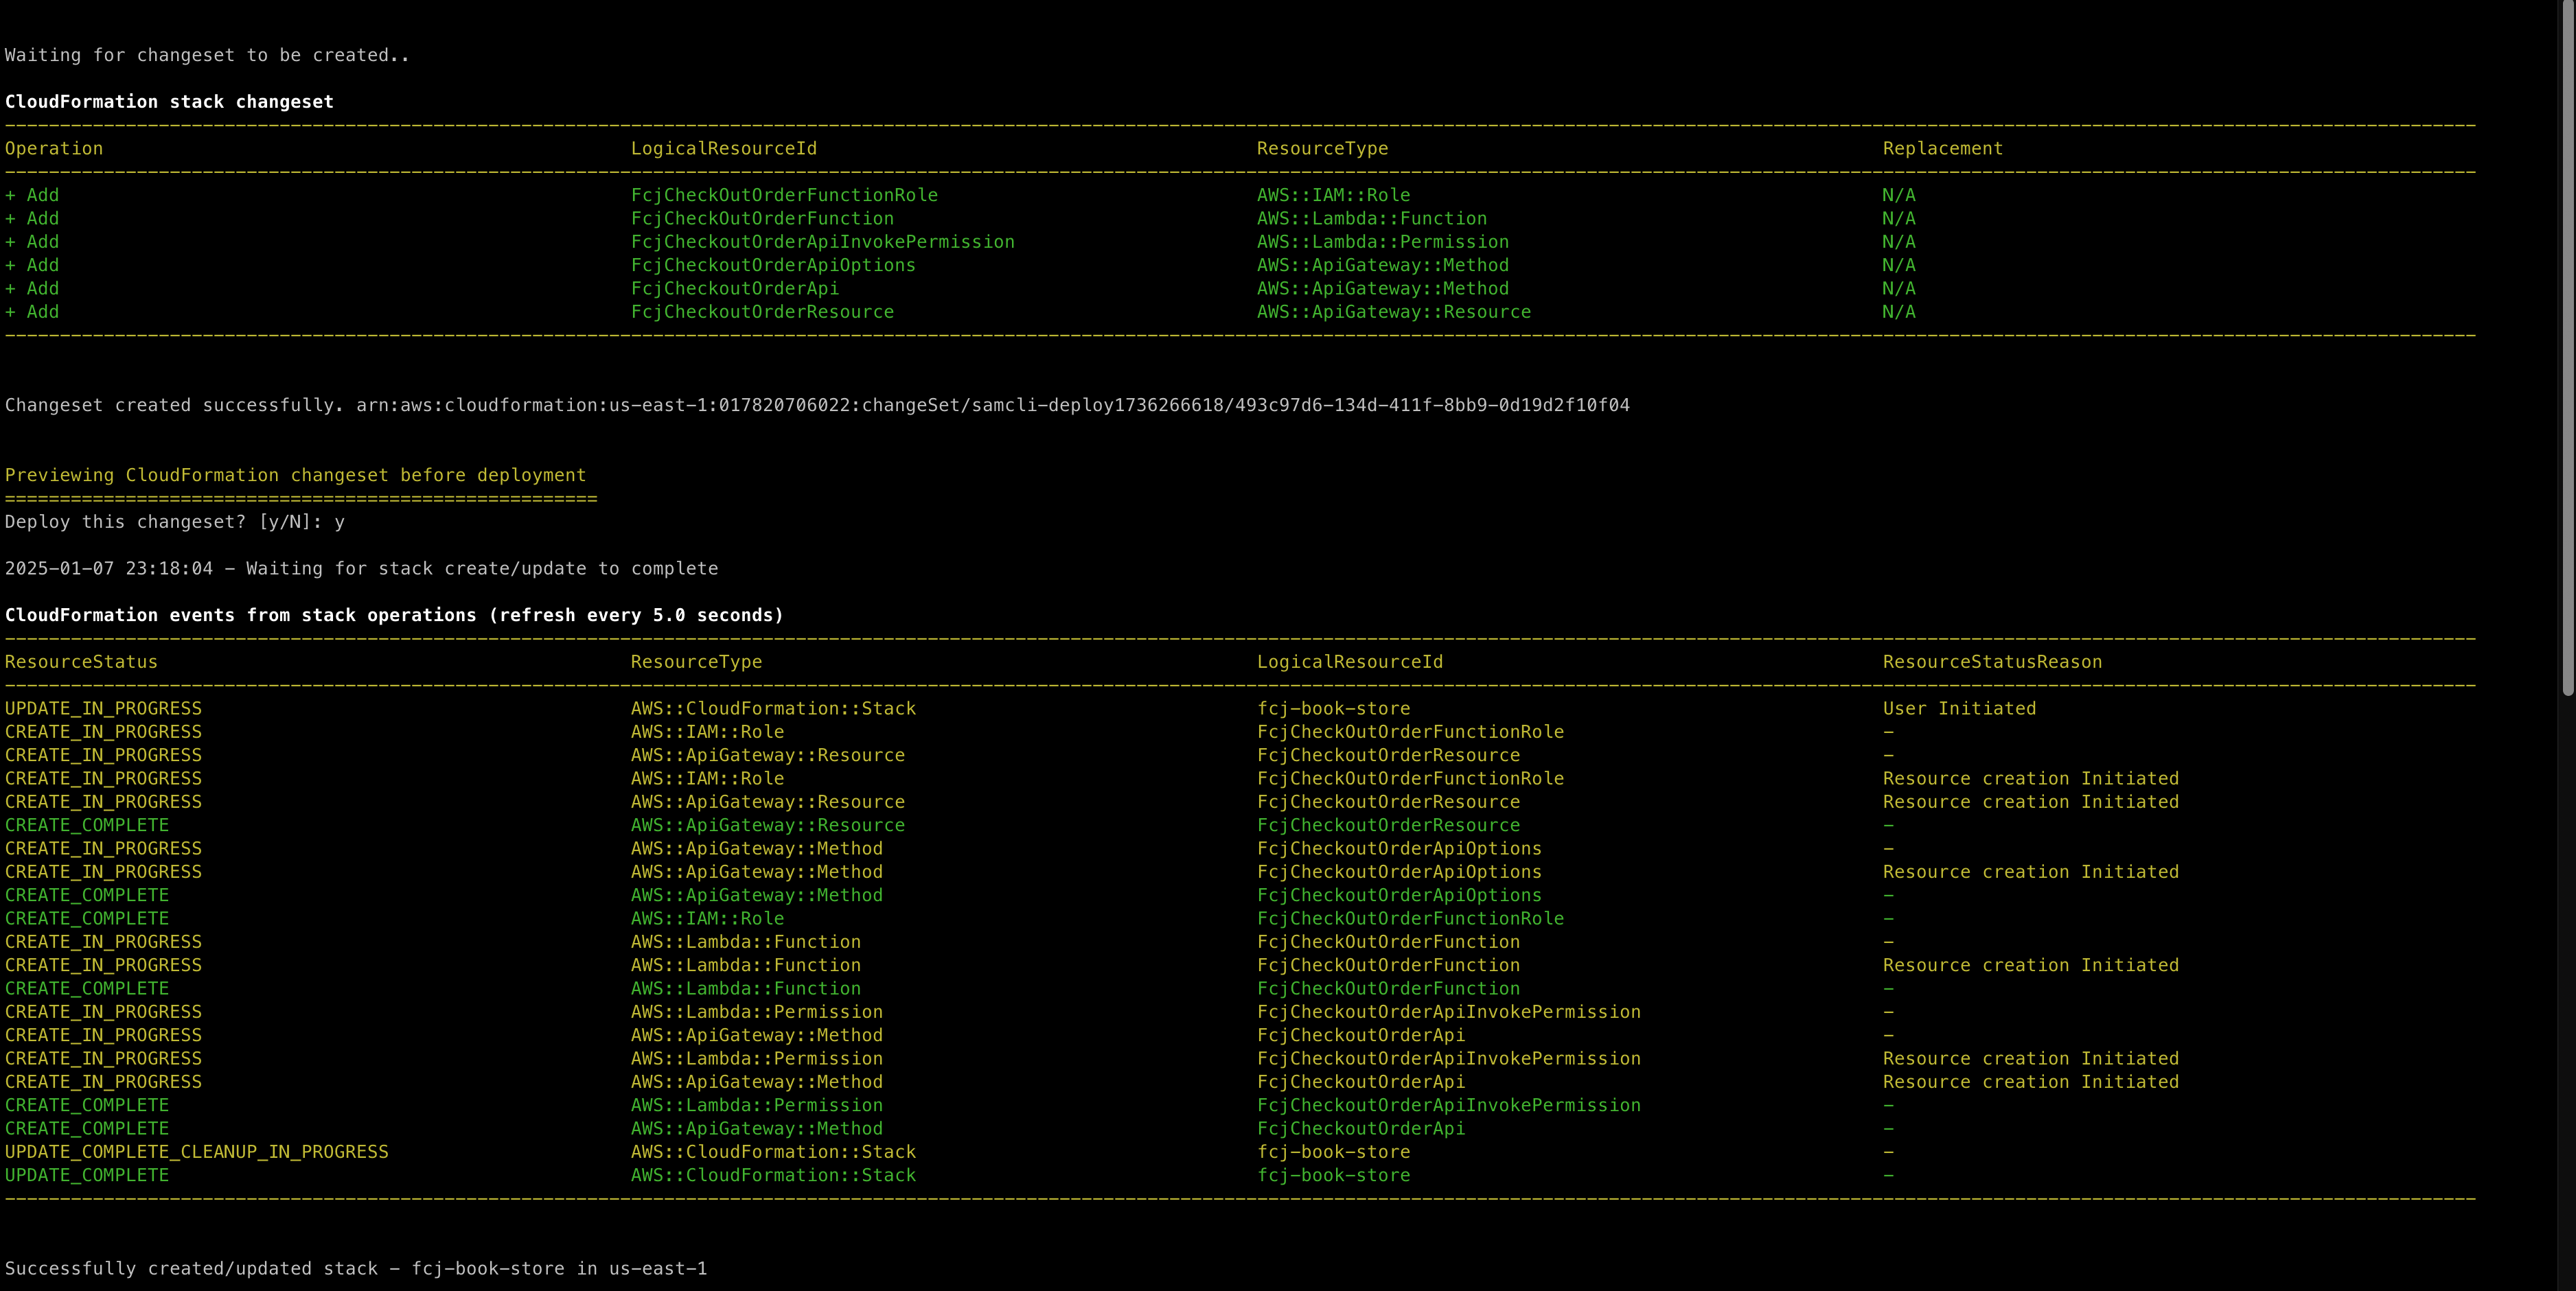 Waiting for changeset to be created..
CloudFormation stack changeset
-------------------------------------------------------------------------------------------------
Operation LogicalResourceId ResourceType Replacement
-------------------------------------------------------------------------------------------------
+ Add FcjCheckOutOrderFunctionRole AWS::IAM::Role N/A
+ Add FcjCheckOutOrderFunction AWS::Lambda::Function N/A
+ Add FcjCheckoutOrderApiInvokePermission AWS::Lambda::Permission N/A
+ Add FcjCheckoutOrderApiOptions AWS::ApiGateway::Method N/A
+ Add FcjCheckoutOrderApi AWS::ApiGateway::Method N/A
+ Add FcjCheckoutOrderResource AWS::ApiGateway::Resource N/A
-------------------------------------------------------------------------------------------------
Changeset created successfully. arn:aws:cloudformation:us-east-1:017820706022:changeSet/samcli-deploy1736266618/493c97d6-134d-411f-8bb9-0d19d2f10f04
Previewing CloudFormation changeset before deployment
======================================================
Deploy this changeset? [y/N]: y
2025-01-07 23:18:04 - Waiting for stack create/update to complete
CloudFormation events from stack operations (refresh every 5.0 seconds)
-------------------------------------------------------------------------------------------------
ResourceStatus ResourceType LogicalResourceId ResourceStatusReason
-------------------------------------------------------------------------------------------------
UPDATE_IN_PROGRESS AWS::CloudFormation::Stack fcj-book-store User Initiated
CREATE_IN_PROGRESS AWS::IAM::Role FcjCheckOutOrderFunctionRole -
CREATE_IN_PROGRESS AWS::ApiGateway::Resource FcjCheckoutOrderResource -
CREATE_IN_PROGRESS AWS::IAM::Role FcjCheckOutOrderFunctionRole Resource creation Initiated
CREATE_IN_PROGRESS AWS::ApiGateway::Resource FcjCheckoutOrderResource Resource creation Initiated
CREATE_COMPLETE AWS::ApiGateway::Resource FcjCheckoutOrderResource -
CREATE_IN_PROGRESS AWS::ApiGateway::Method FcjCheckoutOrderApiOptions -
CREATE_IN_PROGRESS AWS::ApiGateway::Method FcjCheckoutOrderApiOptions Resource creation Initiated
CREATE_COMPLETE AWS::ApiGateway::Method FcjCheckoutOrderApiOptions -
CREATE_COMPLETE AWS::IAM::Role FcjCheckOutOrderFunctionRole -
CREATE_IN_PROGRESS AWS::Lambda::Function FcjCheckOutOrderFunction -
CREATE_IN_PROGRESS AWS::Lambda::Function FcjCheckOutOrderFunction Resource creation Initiated
CREATE_COMPLETE AWS::Lambda::Function FcjCheckOutOrderFunction -
CREATE_IN_PROGRESS AWS::Lambda::Permission FcjCheckoutOrderApiInvokePermission -
CREATE_IN_PROGRESS AWS::ApiGateway::Method FcjCheckoutOrderApi -
CREATE_IN_PROGRESS AWS::Lambda::Permission FcjCheckoutOrderApiInvokePermission Resource creation Initiated
CREATE_IN_PROGRESS AWS::ApiGateway::Method FcjCheckoutOrderApi Resource creation Initiated
CREATE_COMPLETE AWS::Lambda::Permission FcjCheckoutOrderApiInvokePermission -
CREATE_COMPLETE AWS::ApiGateway::Method FcjCheckoutOrderApi -
UPDATE_COMPLETE_CLEANUP_IN_PROGRESS AWS::CloudFormation::Stack fcj-book-store -
UPDATE_COMPLETE AWS::CloudFormation::Stack fcj-book-store -
-------------------------------------------------------------------------------------------------
Successfully created/updated stack - fcj-book-store in us-east-1